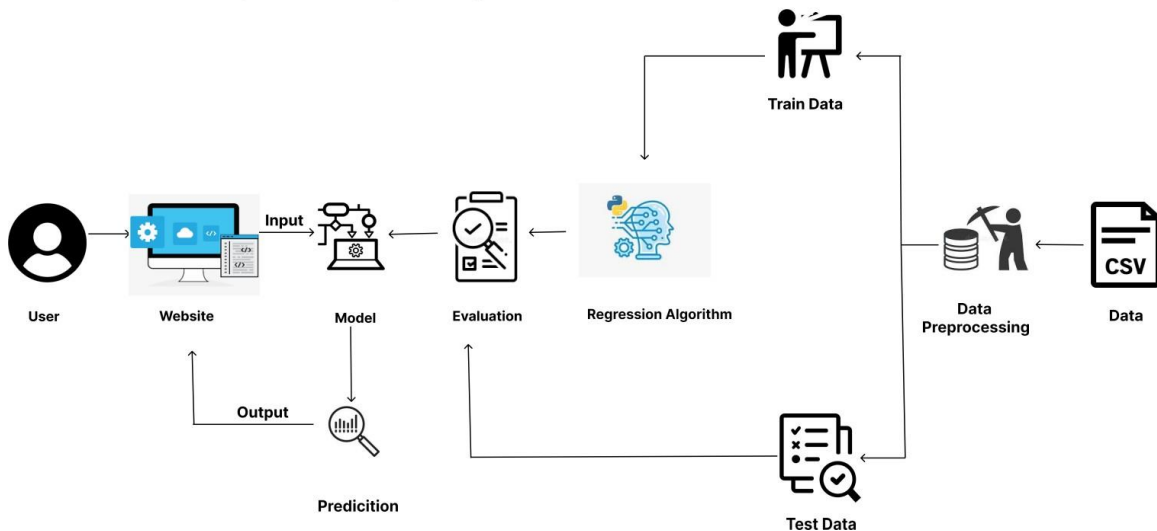 Train Data
Input
CSV
User
Website
Model
Evaluation
Regression Algorithm
Data
Preprocessing
Data
Output
Predicition
Test Data